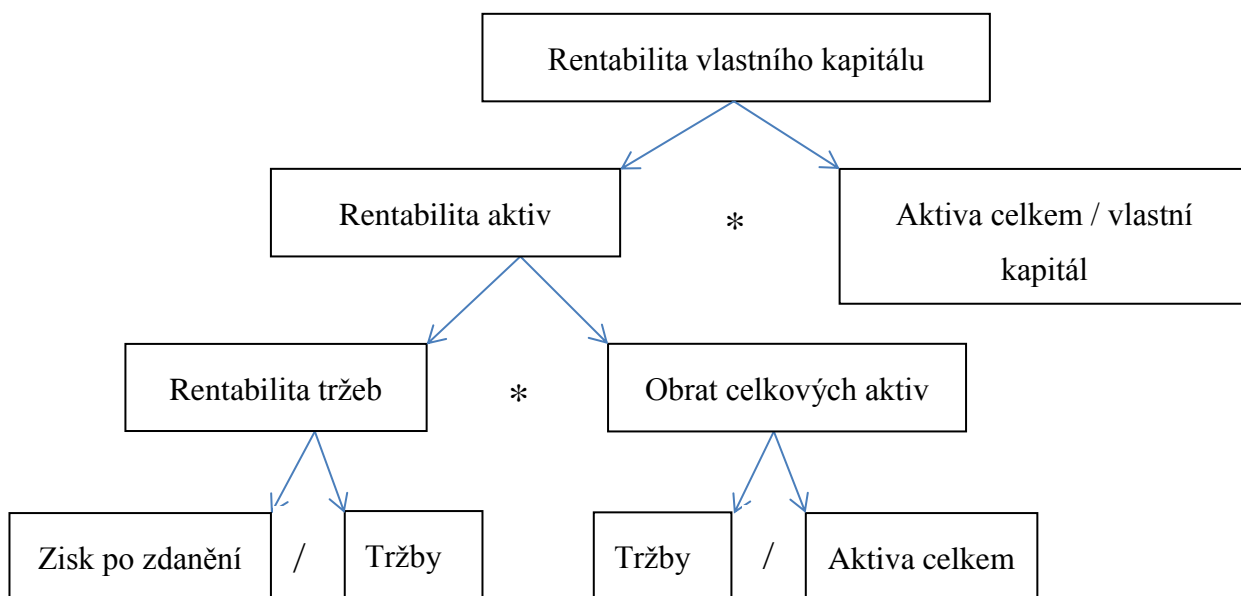 Rentabilita vlastního kapitálu
Rentabilita aktiv
*
Aktiva celkem / vlastní
kapitál
Rentabilita tržeb
*
Obrat celkových aktiv
Zisk po zdanění
/
Tržby
Tržby
/
Aktiva celkem